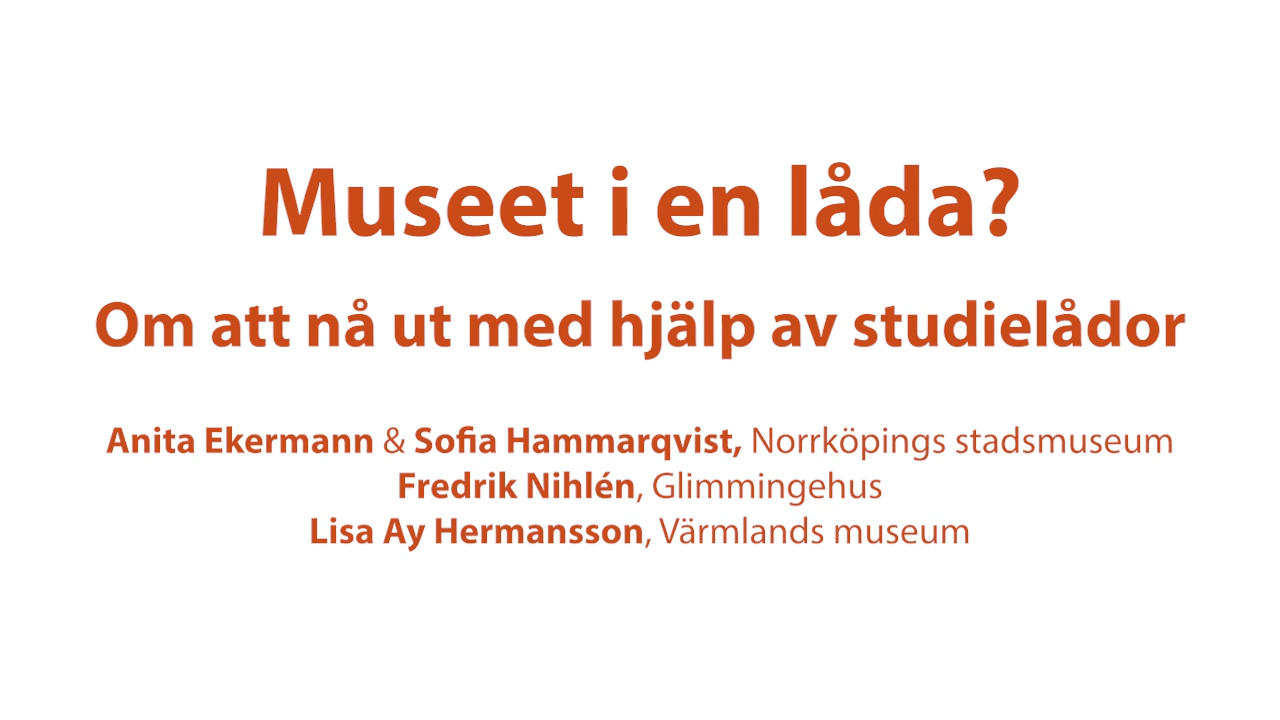 Museet i en låda?
Om att nå ut med hjälp av studielådor
Anita Ekermann & Sofia Hammarqvist, Norrköpings stadsmuseum
Fredrik Nihlén, Glimmingehus
Lisa Ay Hermansson, Värmlands museum